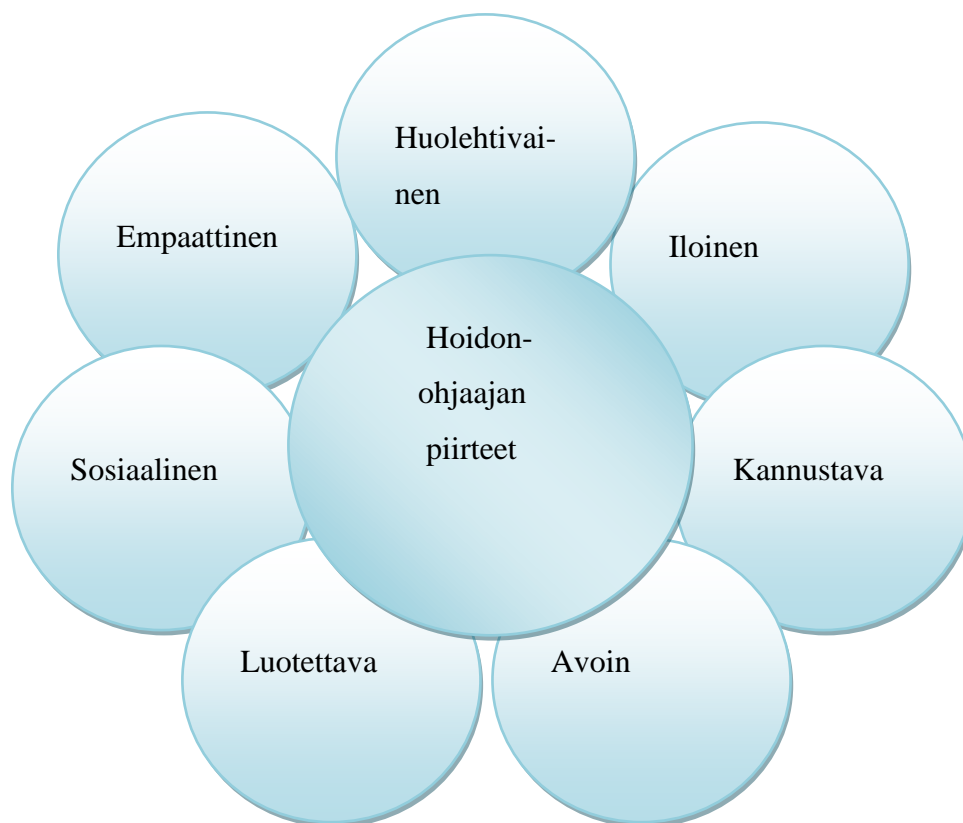 Huolehtivai-
nen
Empaattinen
Iloinen
Hoidon-
ohjaajan
piirteet
Sosiaalinen
Kannustava
Luotettava
Avoin